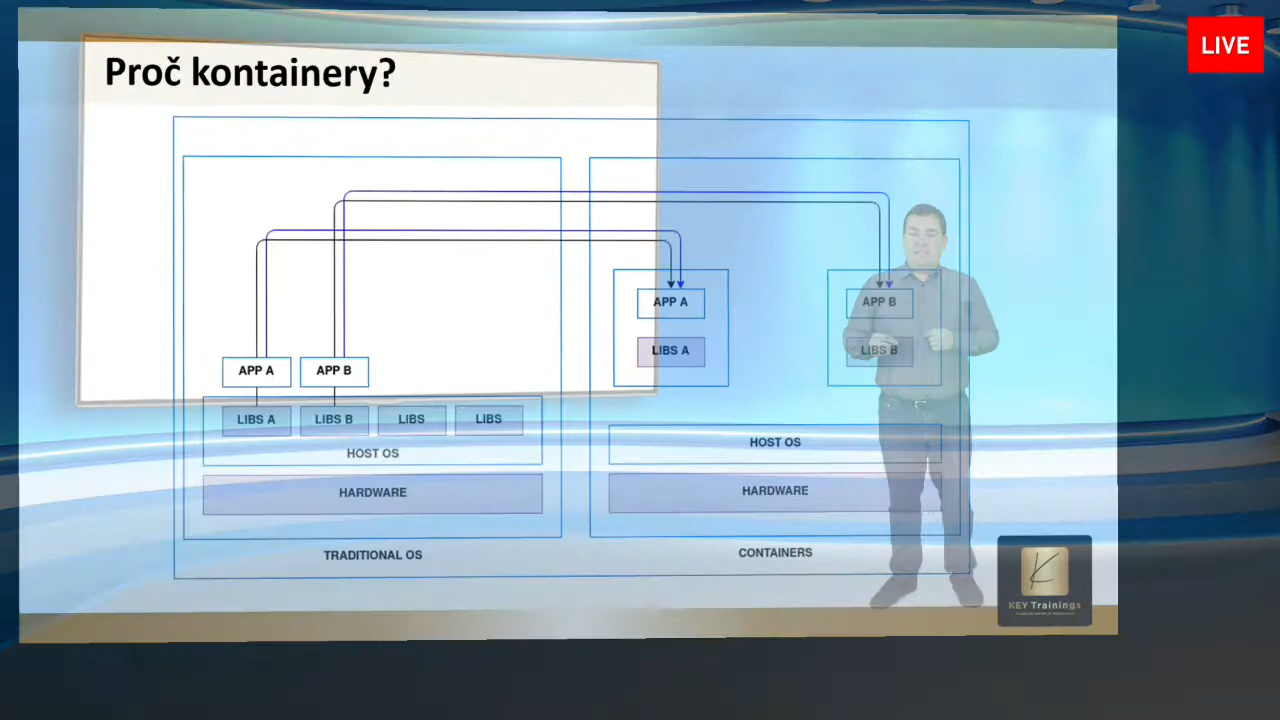 LIVE
Proč kontainery?
APP A
APP B
APP A
APP B
LIBS A
LIBS B
LIBS A
LIBS B
LIBS
LIBS
HOST OS
HOST OS
HARDWARE
HARDWARE
TRADITIONAL OS
CONTAINERS
K
KEY Trainings